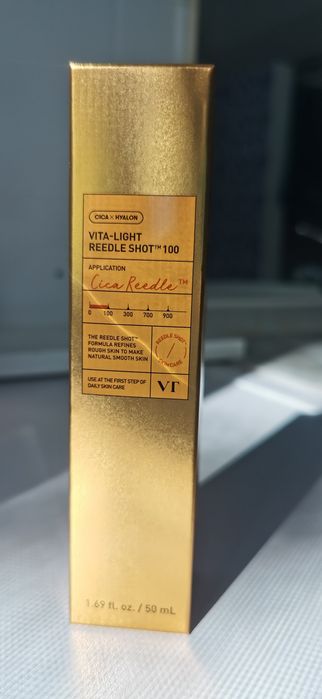 CICA × HYALON
VITA-LIGHT
REEDLE SHOT™ 100
APPLICATION
Cica Reedle™
0 100 300 700 900
THE REEDLE SHOT™
FORMULA REFINES
ROUGH SKIN TO MAKE
NATURAL SMOOTH SKIN
REEDLE SHOT™
SKINCARE
USE AT THE FIRST STEP OF
DAILY SKIN CARE
VT
1.69 fl. oz. / 50 mL